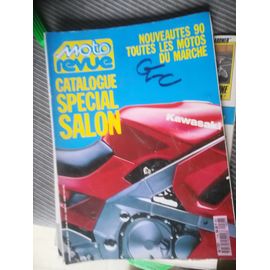 moto
revue
NOUVEAUTES 90
TOUTES LES MOTOS
DU MARCHE
CATALOGUE
SPECIAL
SALON
Kawasaki